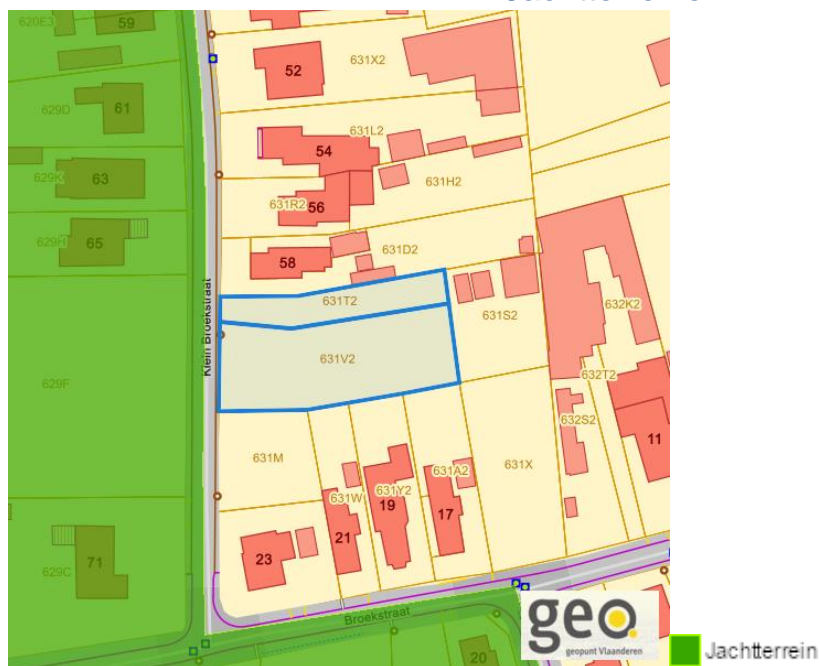 620E3
59
52
631X2
629D
61
54
631L2
629K
63
631H2
631R2
56
629H
65
631D2
58
631T2
631S2
632K2
Klein Broekstraat
631V2
629F
632T2
632S2
11
631M
631X
631A2
631W
631Y2
19
17
21
23
71
629C
Broekstraat
geo
geopunt Vlaanderen
20
Jachtterrein